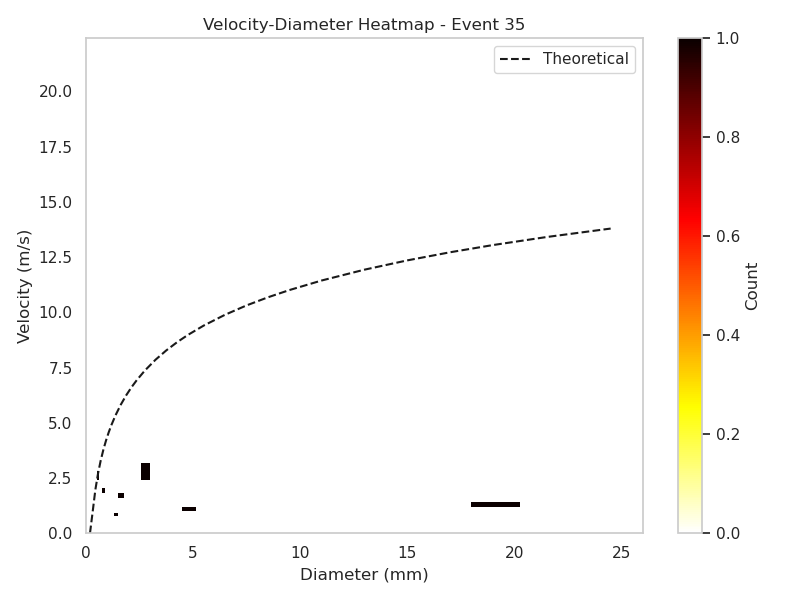 Velocity-Diameter Heatmap - Event 35
Theoretical
Velocity (m/s)
20.0
17.5
15.0
12.5
10.0
7.5
5.0
2.5
0.0
0 5 10 15 20 25
Diameter (mm)
1.0
0.8
0.6
0.4
0.2
0.0
Count